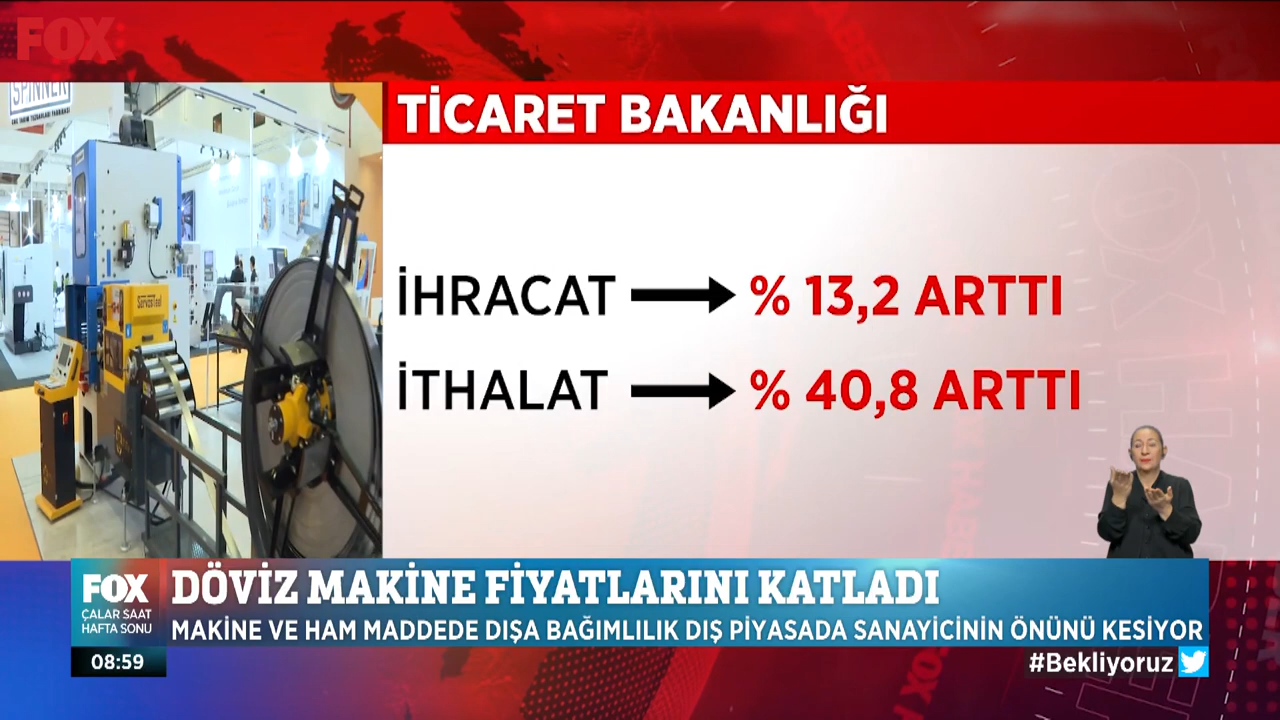 FOX
SPINNER
TİCARET BAKANLIĞI
İHRACAT → % 13,2 ARTTI
İTHALAT → % 40,8 ARTTI
FOX
ÇALAR SAAT
HAFTA SONU
08:59
DÖVİZ MAKİNE FİYATLARINI KATLADI
MAKİNE VE HAM MADDEDE DIŞA BAĞIMLILIK DIŞ PİYASADA SANAYİCİNİN ÖNÜNÜ KESİYOR
#Bekliyoruz